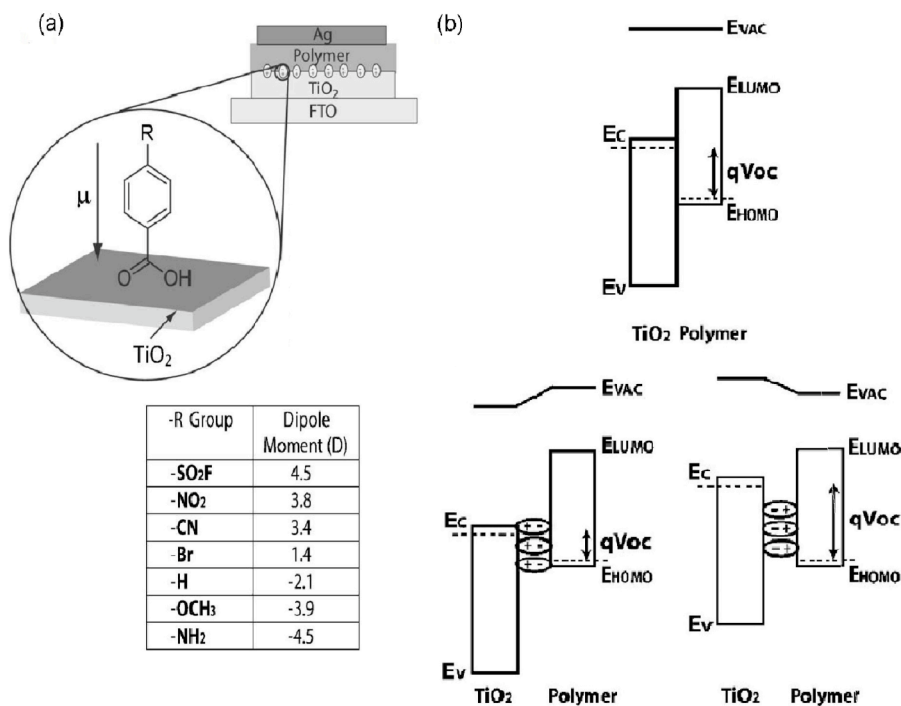 (a)
Ag
Polymer
TiO₂
FTO
R
μ
O
OH
TiO₂
-R Group Dipole Moment (D)
-SO₂F 4.5
-NO₂ 3.8
-CN 3.4
-Br 1.4
-H -2.1
-OCH₃ -3.9
-NH₂ -4.5
(b)
EVAC
ELUMO
EC
qVoc
EHOMO
EV
TiO₂ Polymer
EVAC
ELUMO
EC
qVoc
EHOMO
EV
TiO₂ Polymer
EVAC
ELUMO
EC
qVoc
EHOMO
EV
TiO₂ Polymer